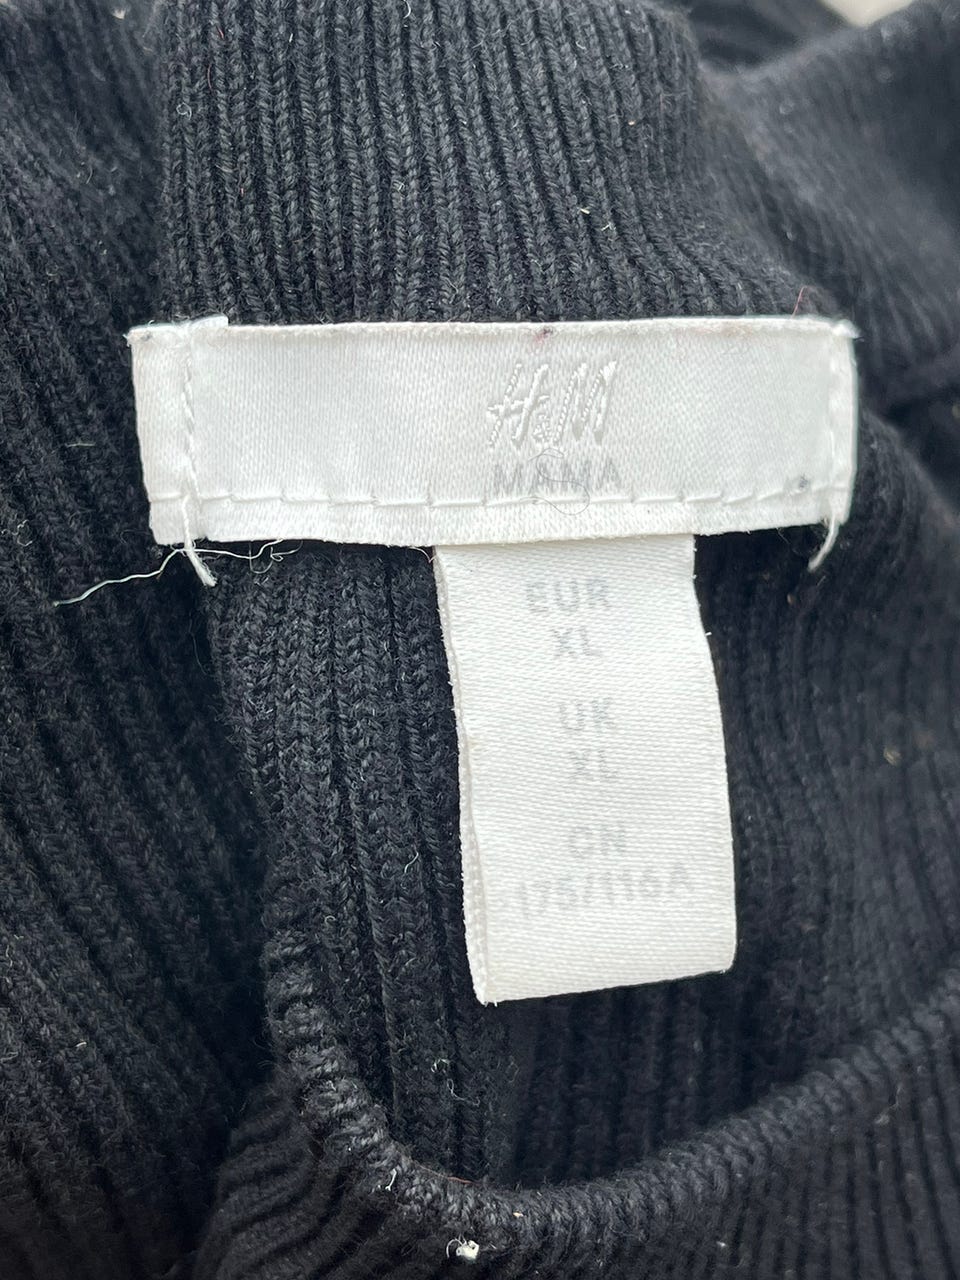 H&M
MAMA
EUR
XL
UK
XL
CN
175/116A